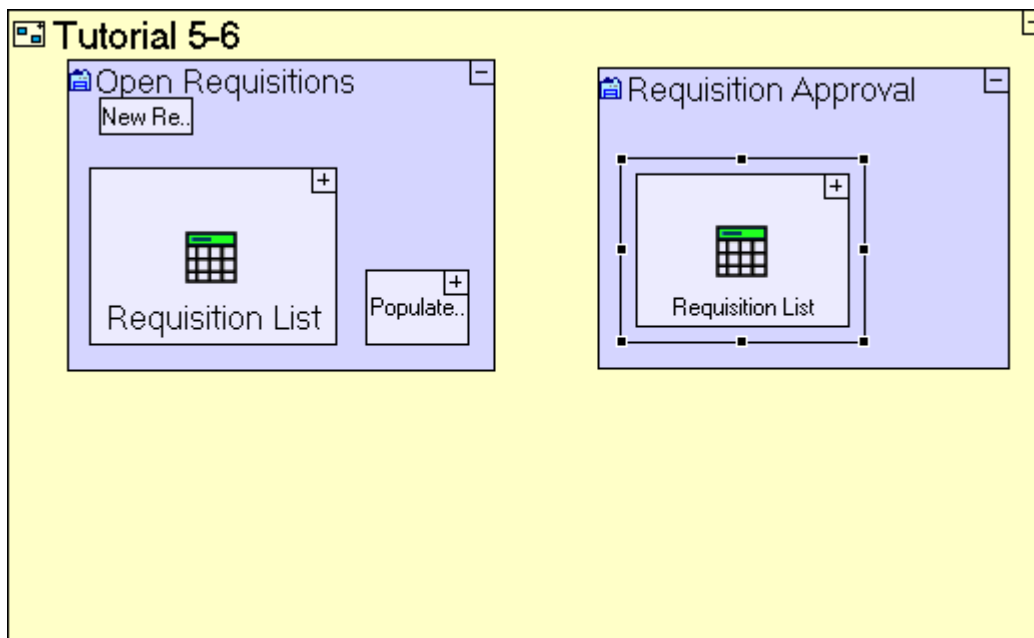 Tutorial 5-6
Open Requisitions
New Re..
Requisition List
Populate..
Requisition Approval
Requisition List